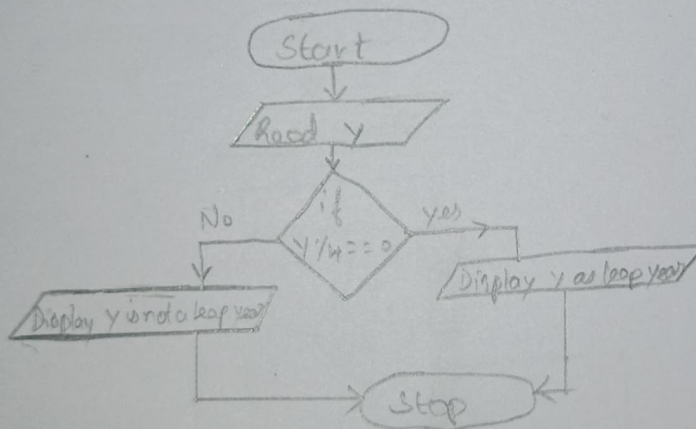 Start
Read y
if
y%4==0
No
yes
Display y is not a leap year
Display y as leap year
Stop